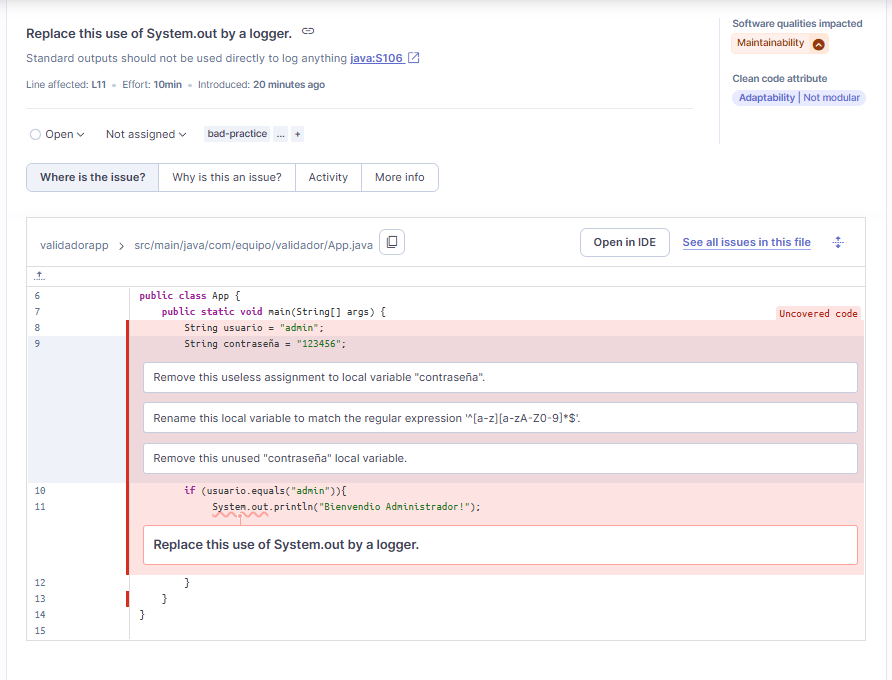 Replace this use of System.out by a logger.
Standard outputs should not be used directly to log anything java:S106
Line affected: L11 • Effort: 10min • Introduced: 20 minutes ago
Software qualities impacted
Maintainability
Clean code attribute
Adaptability | Not modular
Open Not assigned bad-practice ... +
Where is the issue? Why is this an issue? Activity More info
validadorapp > src/main/java/com/equipo/validador/App.java Open in IDE See all issues in this file
6 public class App {
7 public static void main(String[] args) {
Uncovered code
8 String usuario = "admin";
9 String contraseña = "123456";
Remove this useless assignment to local variable "contraseña".
Rename this local variable to match the regular expression '^[a-z][a-zA-Z0-9]*$'.
Remove this unused "contraseña" local variable.
10 if (usuario.equals("admin")){
11 System.out.println("Bienvendio Administrador!");
Replace this use of System.out by a logger.
12 }
13 }
14 }
15